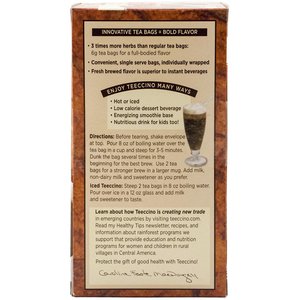 INNOVATIVE TEA BAGS = BOLD FLAVOR
• 3 times more herbs than regular tea bags:
6g tea bags for a full-bodied flavor
• Convenient, single serve bags, individually wrapped
• Fresh brewed flavor is superior to instant beverages
ENJOY TEECCINO MANY WAYS
• Hot or iced
• Low calorie dessert beverage
• Energizing smoothie base
• Nutritious drink for kids too!
Directions: Before tearing, shake envelope
at top. Pour 8 oz of boiling water over the
tea bag in a cup and steep for 3-5 minutes.
Dunk the bag several times in the
beginning for the best brew. Use 2 tea
bags for a stronger brew in a larger mug. Add milk,
non-dairy milk and sweetener as you prefer.
Iced Teeccino: Steep 2 tea bags in 8 oz boiling water.
Pour over ice in a 12 oz glass and add milk
and sweetener to taste.
Learn about how Teeccino is creating new trade
in emerging countries by visiting teeccino.com.
Read my Healthy Tips newsletter, recipes, and
information about rainforest programs we
support that provide education and nutrition
programs for women and children in rural
villages in Central America.
Protect the gift of good health with Teeccino!
Caroline MacDougall